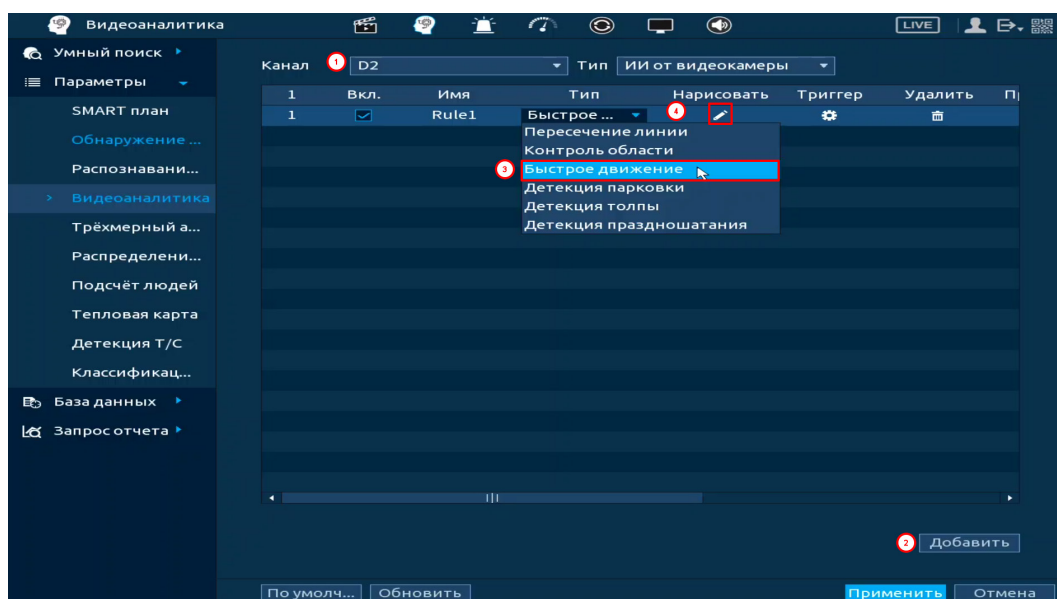 Видеоаналитика
LIVE
Умный поиск
Параметры
SMART план
Обнаружение ...
Распознавани...
Видеоаналитика
Трёхмерный а...
Распределени...
Подсчёт людей
Тепловая карта
Детекция Т/С
Классификац...
База данных
Запрос отчета
Канал 1 D2 Тип ИИ от видеокамеры
1 Вкл. Имя Тип Нарисовать Триггер Удалить
1 Rule1 Быстрое ... 4
Пересечение линии
Контроль области
3 Быстрое движение
Детекция парковки
Детекция толпы
Детекция праздношатания
2 Добавить
По умолч... Обновить Применить Отмена